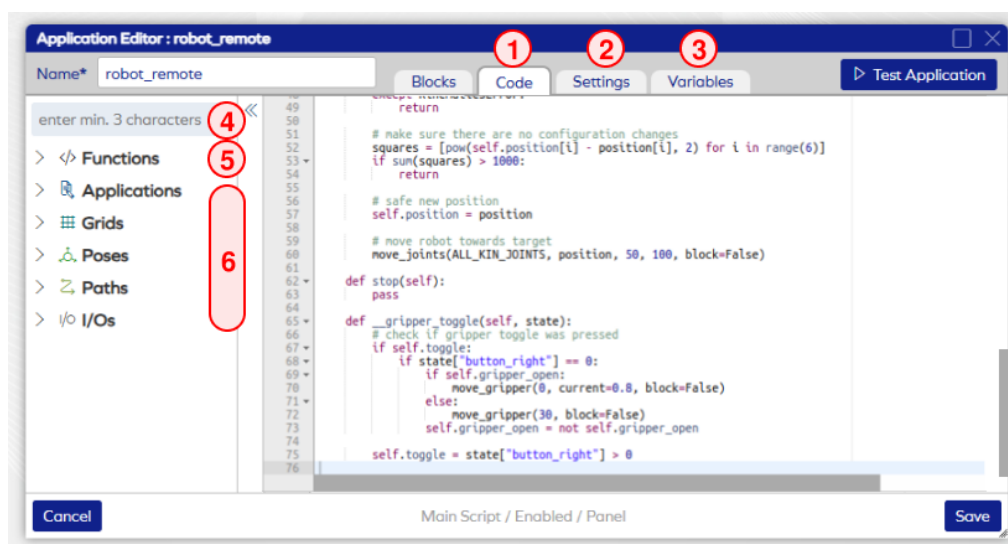 Application Editor : robot_remote
1
2
3
Name*
robot_remote
Blocks
Code
Settings
Variables
Test Application
enter min. 3 characters
4
5
</> Functions
Applications
Grids
Poses
Paths
I/O I/Os
6
49 return
50
51 # make sure there are no configuration changes
52 squares = [pow(self.position[i] - position[i], 2) for i in range(6)]
53 if sum(squares) > 1000:
54 return
55
56 # safe new position
57 self.position = position
58
59 # move robot towards target
60 move_joints(ALL_KIN_JOINTS, position, 50, 100, block=False)
61
62 def stop(self):
63 pass
64
65 def __gripper_toggle(self, state):
66 # check if gripper toggle was pressed
67 if self.toggle:
68 if state["button_right"] == 0:
69 if self.gripper_open:
70 move_gripper(0, current=0.8, block=False)
71 else:
72 move_gripper(30, block=False)
73 self.gripper_open = not self.gripper_open
74
75 self.toggle = state["button_right"] > 0
76
Cancel
Main Script / Enabled / Panel
Save